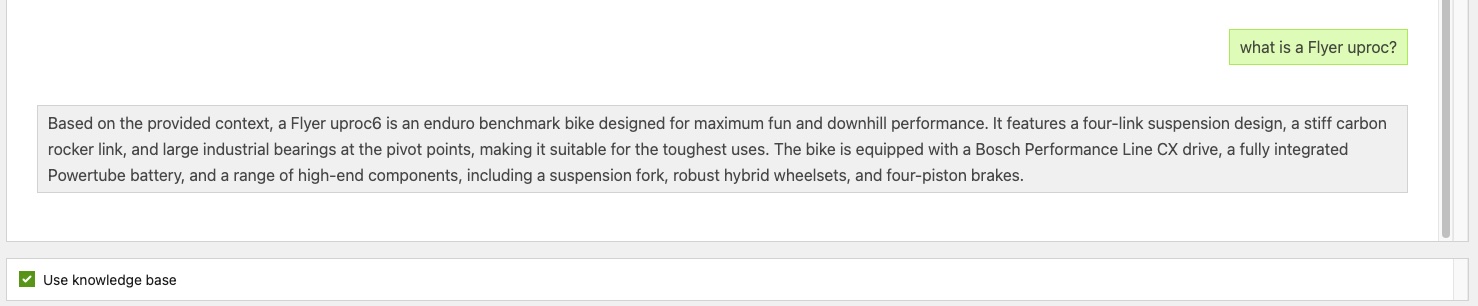 what is a Flyer uproc?
Based on the provided context, a Flyer uproc6 is an enduro benchmark bike designed for maximum fun and downhill performance. It features a four-link suspension design, a stiff carbon
rocker link, and large industrial bearings at the pivot points, making it suitable for the toughest uses. The bike is equipped with a Bosch Performance Line CX drive, a fully integrated
Powertube battery, and a range of high-end components, including a suspension fork, robust hybrid wheelsets, and four-piston brakes.
Use knowledge base